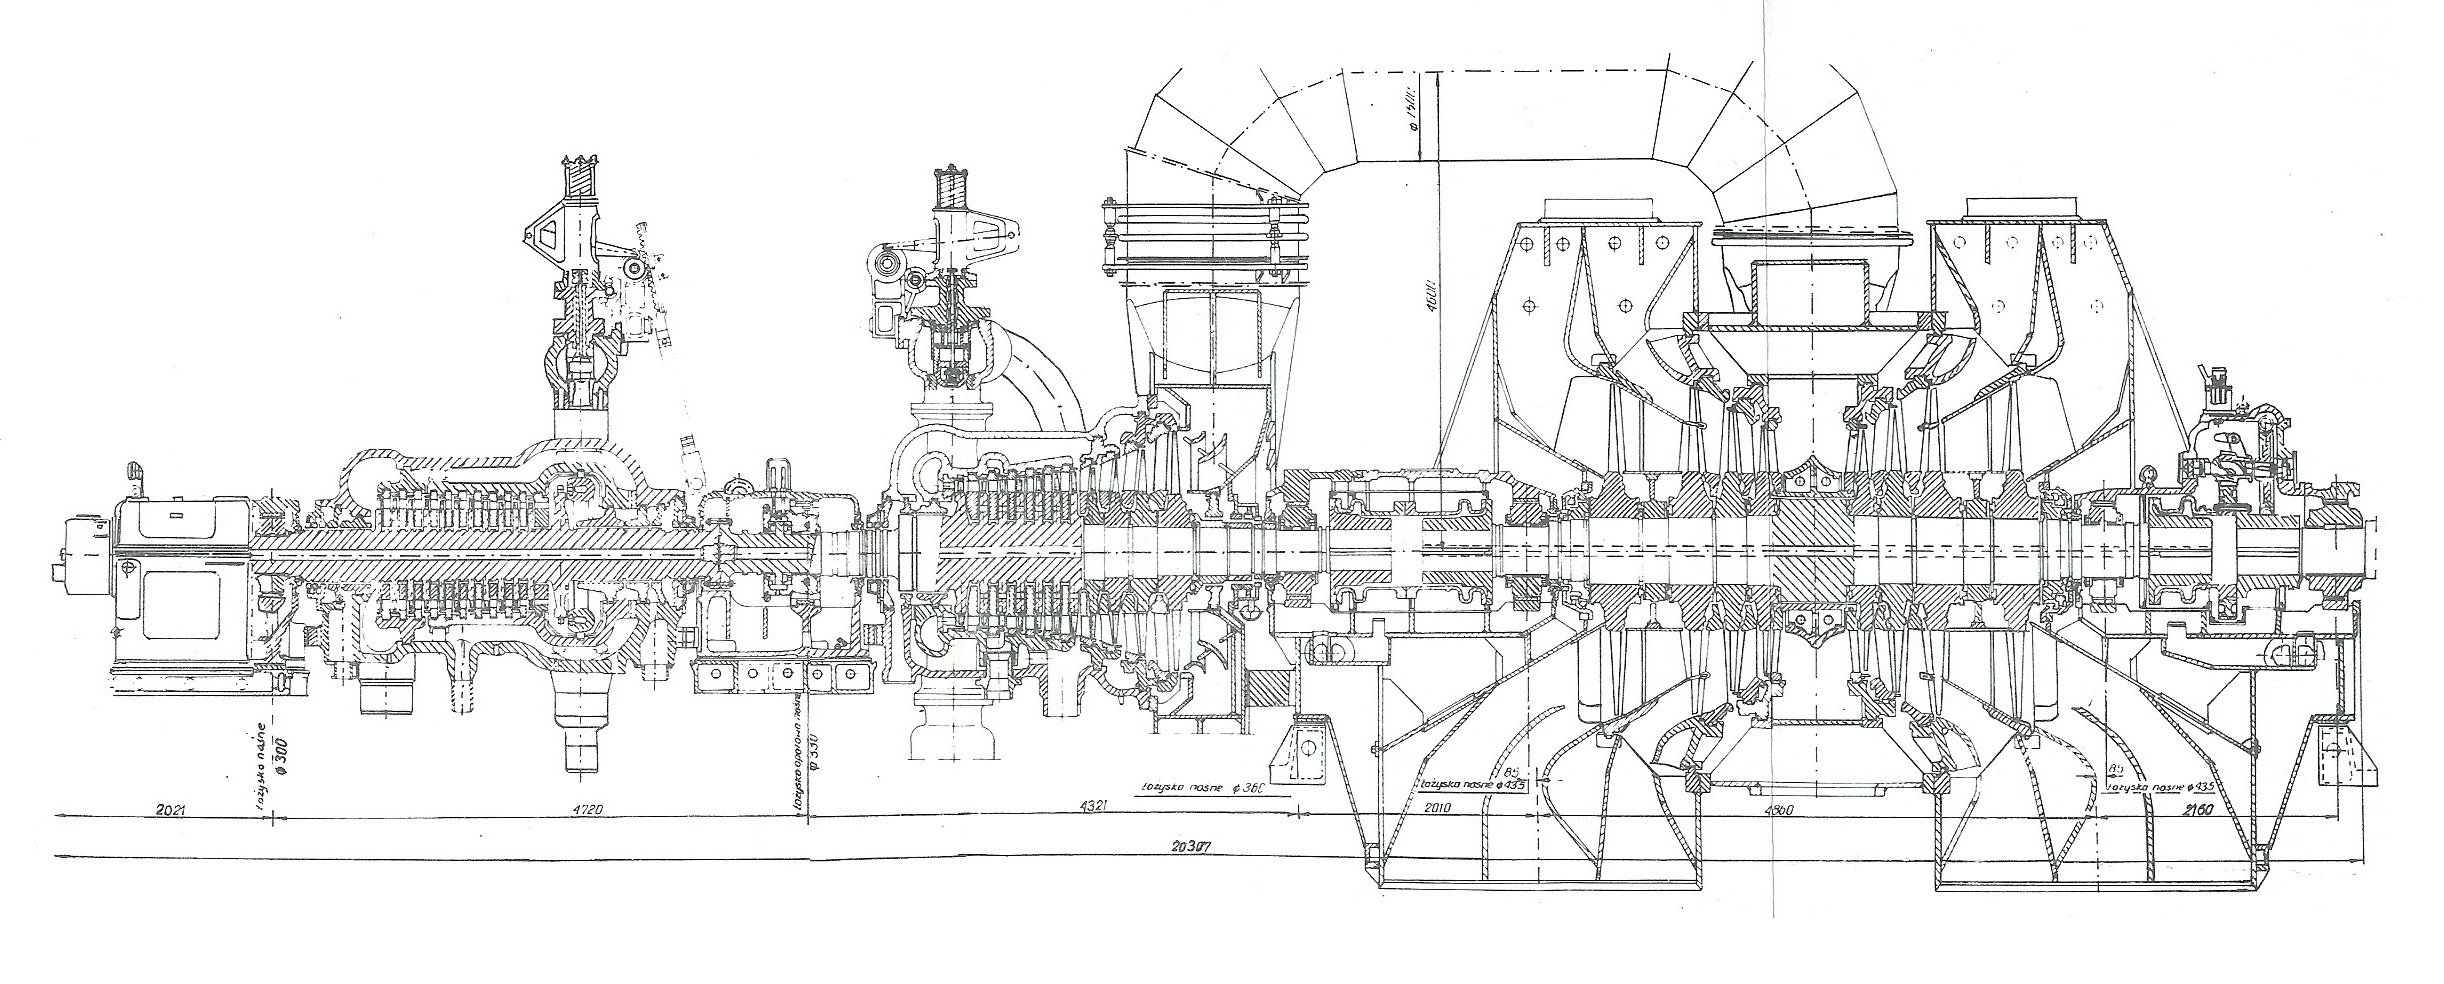 φ 1500
4600
łożysko nośne
φ 300
łożysko oporowo nośne
φ 330
łożysko nośne φ 360
85
łożysko nośne φ 435
85
łożysko nośne φ 435
2021
4720
4321
2010
4860
2160
20307